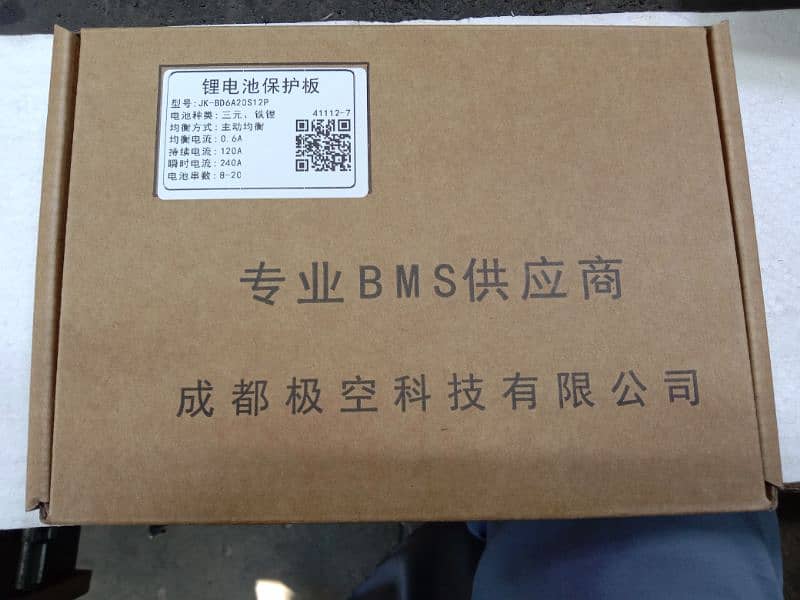 锂电池保护板
型号:JK-BD6A20S12P
电池种类:三元、铁锂 41112-7
均衡方式:主动均衡
均衡电流:0.6A
持续电流:120A
瞬时电流:240A
电池串数:8-20
专业BMS供应商
成都极空科技有限公司